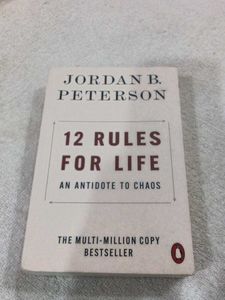 JORDAN B.
PETERSON
12 RULES
FOR LIFE
AN ANTIDOTE TO CHAOS
THE MULTI-MILLION COPY
BESTSELLER